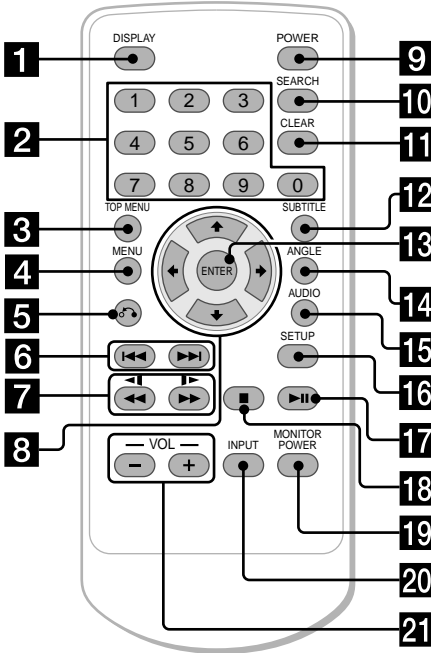 DISPLAY
POWER
1
9
SEARCH
1 2 3
10
CLEAR
2
4 5 6
11
7 8 9 0
12
TOP MENU
SUBTITLE
3
13
MENU
ENTER
ANGLE
4
14
AUDIO
5
15
SETUP
6
16
7
17
8
VOL
INPUT
MONITOR
POWER
18
− +
19
20
21